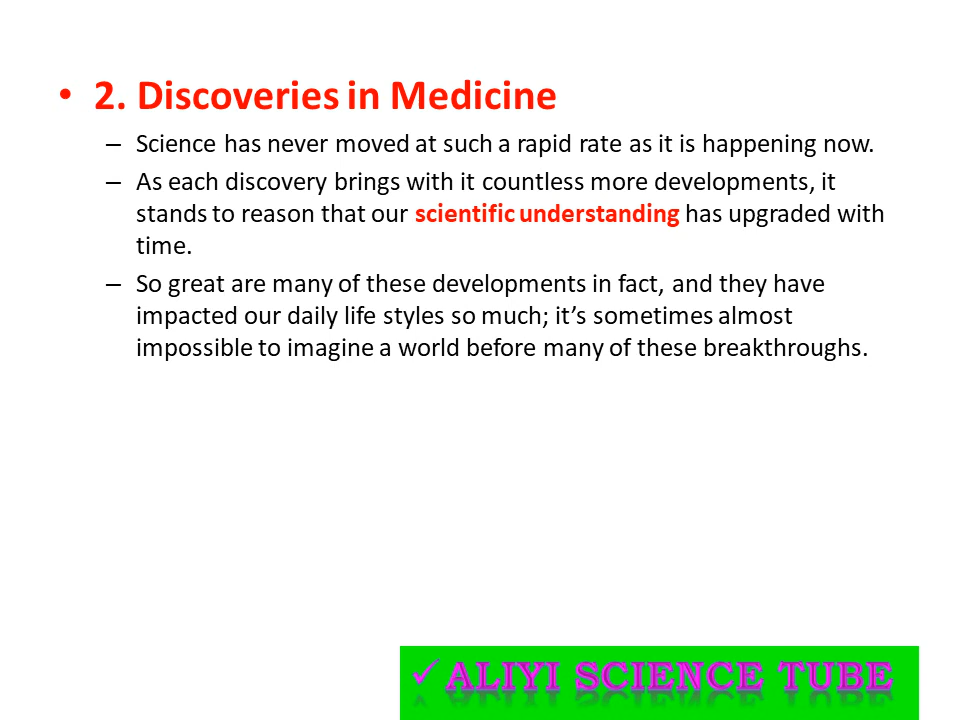 • 2. Discoveries in Medicine
– Science has never moved at such a rapid rate as it is happening now.
– As each discovery brings with it countless more developments, it
stands to reason that our scientific understanding has upgraded with
time.
– So great are many of these developments in fact, and they have
impacted our daily life styles so much; it’s sometimes almost
impossible to imagine a world before many of these breakthroughs.
✓ALIYI SCIENCE TUBE